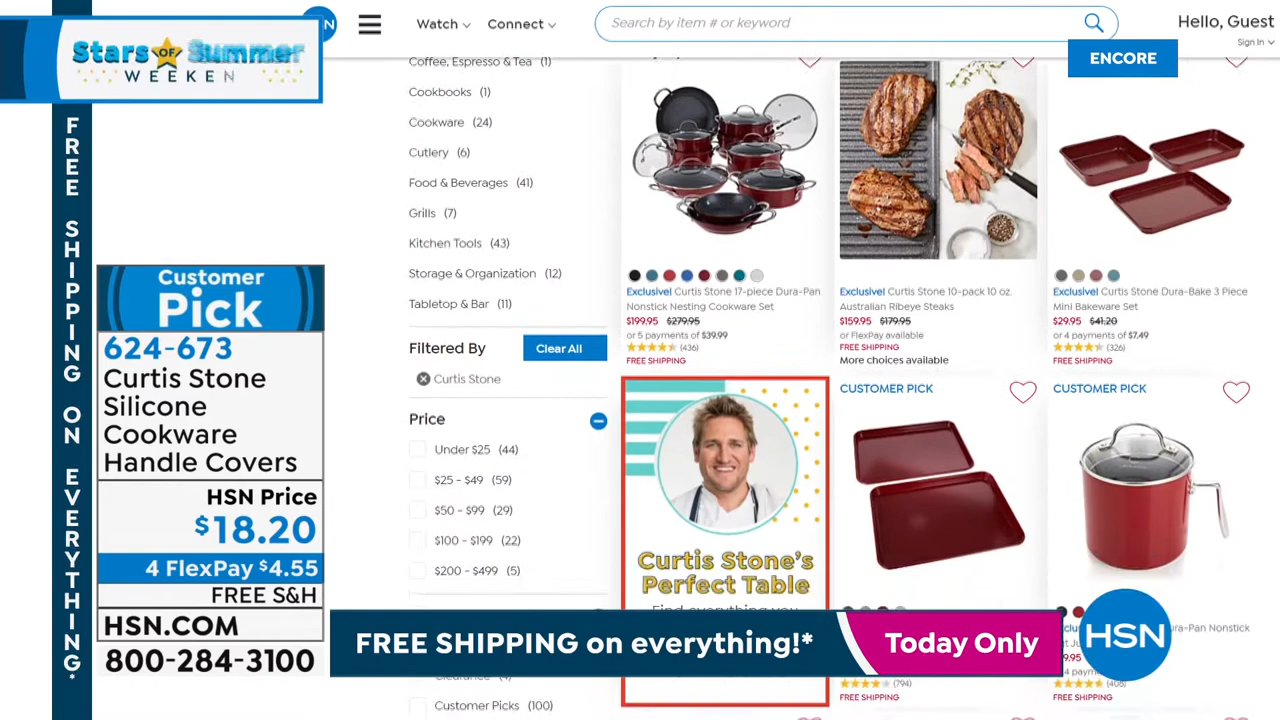 Stars OF Summer
WEEKEN
Watch
Connect
Search by item # or keyword
Hello, Guest
Sign In
ENCORE
FREE SHIPPING ON EVERYTHING!*
Coffee, Espresso & Tea (1)
Cookbooks (1)
Cookware (24)
Cutlery (6)
Food & Beverages (41)
Grills (7)
Kitchen Tools (43)
Storage & Organization (12)
Tabletop & Bar (11)
Filtered By
Clear All
Curtis Stone
Price
Under $25 (44)
$25 - $49 (59)
$50 - $99 (29)
$100 - $199 (22)
$200 - $499 (5)
Customer Picks (100)
Exclusive! Curtis Stone 17-piece Dura-Pan
Nonstick Nesting Cookware Set
$199.95 $279.95
or 5 payments of $39.99
(436)
FREE SHIPPING
Exclusive! Curtis Stone 10-pack 10 oz.
Australian Ribeye Steaks
$159.95 $179.95
or FlexPay available
FREE SHIPPING
More choices available
Exclusive! Curtis Stone Dura-Bake 3 Piece
Mini Bakeware Set
$29.95 $41.20
or 4 payments of $7.49
(326)
FREE SHIPPING
Curtis Stone's
Perfect Table
Find everything you
CUSTOMER PICK
(794)
FREE SHIPPING
CUSTOMER PICK
ra-Pan Nonstick
9.95
(408)
FREE SHIPPING
Customer
Pick
624-673
Curtis Stone
Silicone
Cookware
Handle Covers
HSN Price
$18.20
4 FlexPay $4.55
FREE S&H
HSN.COM
800-284-3100
FREE SHIPPING on everything!*
Today Only
HSN